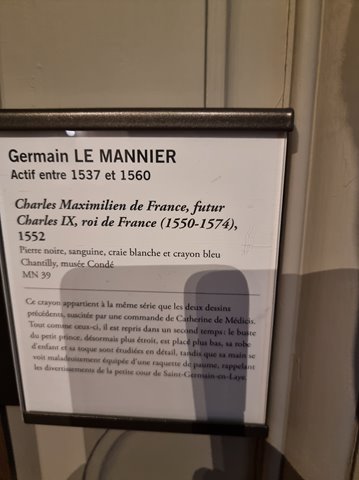 Germain LE MANNIER
Actif entre 1537 et 1560
Charles Maximilien de France, futur
Charles IX, roi de France (1550-1574),
1552
Pierre noire, sanguine, craie blanche et crayon bleu
Chantilly, musée Condé
MN 39
Ce crayon appartient à la même série que les deux dessins
précédents, suscitée par une commande de Catherine de Médicis.
Tout comme ceux-ci, il est repris dans un second temps : le buste
du petit prince, désormais plus étroit, est placé plus bas, sa robe
d'enfant et sa toque sont étudiées en détail, tandis que sa main se
voit maladroitement équipée d'une raquette de paume, rappelant
les divertissements de la petite cour de Saint-Germain-en-Laye.